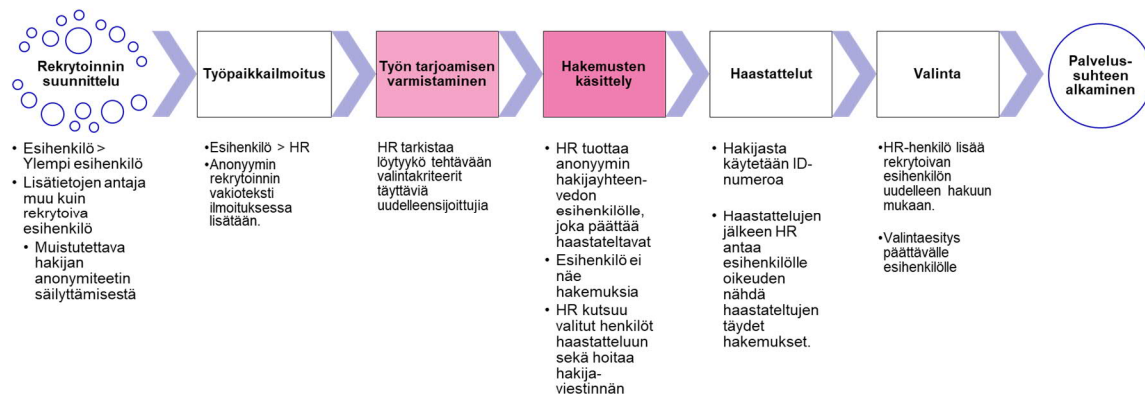 Rekrytoinnin
suunnittelu
Työpaikkailmoitus
Työn tarjoamisen
varmistaminen
Hakemusten
käsittely
Haastattelut
Valinta
Palvelus-
suhteen
alkaminen
• Esihenkilö >
Ylempi esihenkilö
• Lisätietojen antaja
muu kuin
rekrytoiva
esihenkilö
• Muistutettava
hakijan
anonymiteetin
säilyttämisestä
•Esihenkilö > HR
•Anonyymin
rekrytoinnin
vakioteksti
ilmoituksessa
lisätään.
HR tarkistaa
löytyykö tehtävään
valintakriteerit
täyttäviä
uudelleensijoittujia
• HR tuottaa
anonyymin
hakijayhteen-
vedon
esihenkilölle,
joka päättää
haastateltavat
• Esihenkilö ei
näe
hakemuksia
• HR kutsuu
valitut henkilöt
haastatteluun
sekä hoitaa
hakija-
viestinnän
• Hakijasta
käytetään ID-
numeroa
• Haastattelujen
jälkeen HR
antaa
esihenkilölle
oikeuden
nähdä
haastateltujen
täydet
hakemukset.
•HR-henkilö lisää
rekrytoivan
esihenkilön
uudelleen hakuun
mukaan.
•Valintaesitys
päättävälle
esihenkilölle